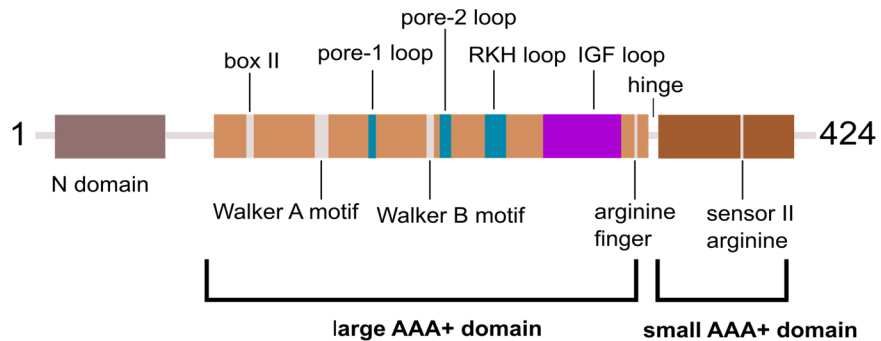 pore-2 loop
box II
pore-1 loop
RKH loop
IGF loop
hinge
1
424
N domain
Walker A motif
Walker B motif
arginine
finger
sensor II
arginine
large AAA+ domain
small AAA+ domain